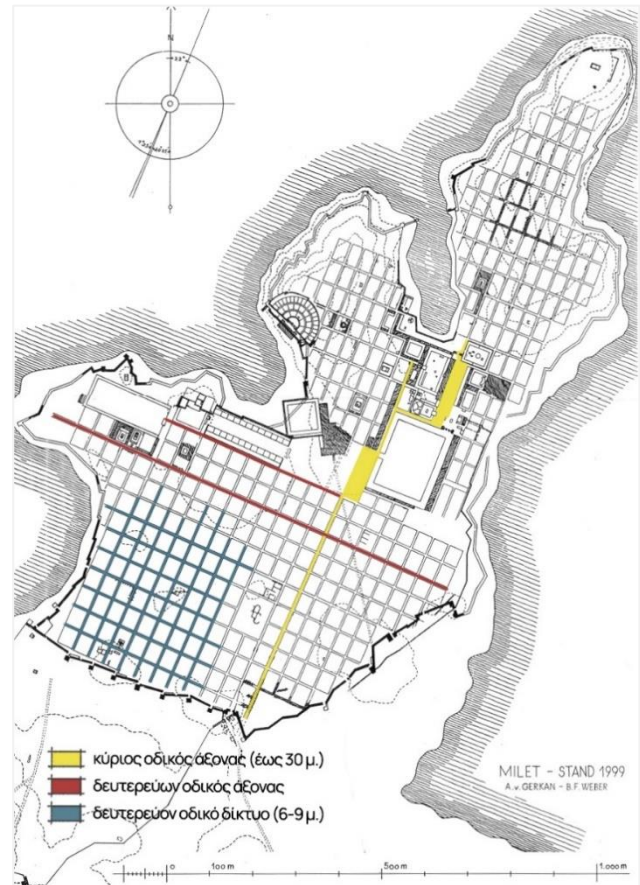 N
κύριος οδικός άξονας (έως 30 μ.)
δευτερεύων οδικός άξονας
δευτερεύον οδικό δίκτυο (6-9 μ.)
MILET - STAND 1999
A.v. GERKAN - B.F. WEBER
0 100 m 500 m 1.000 m